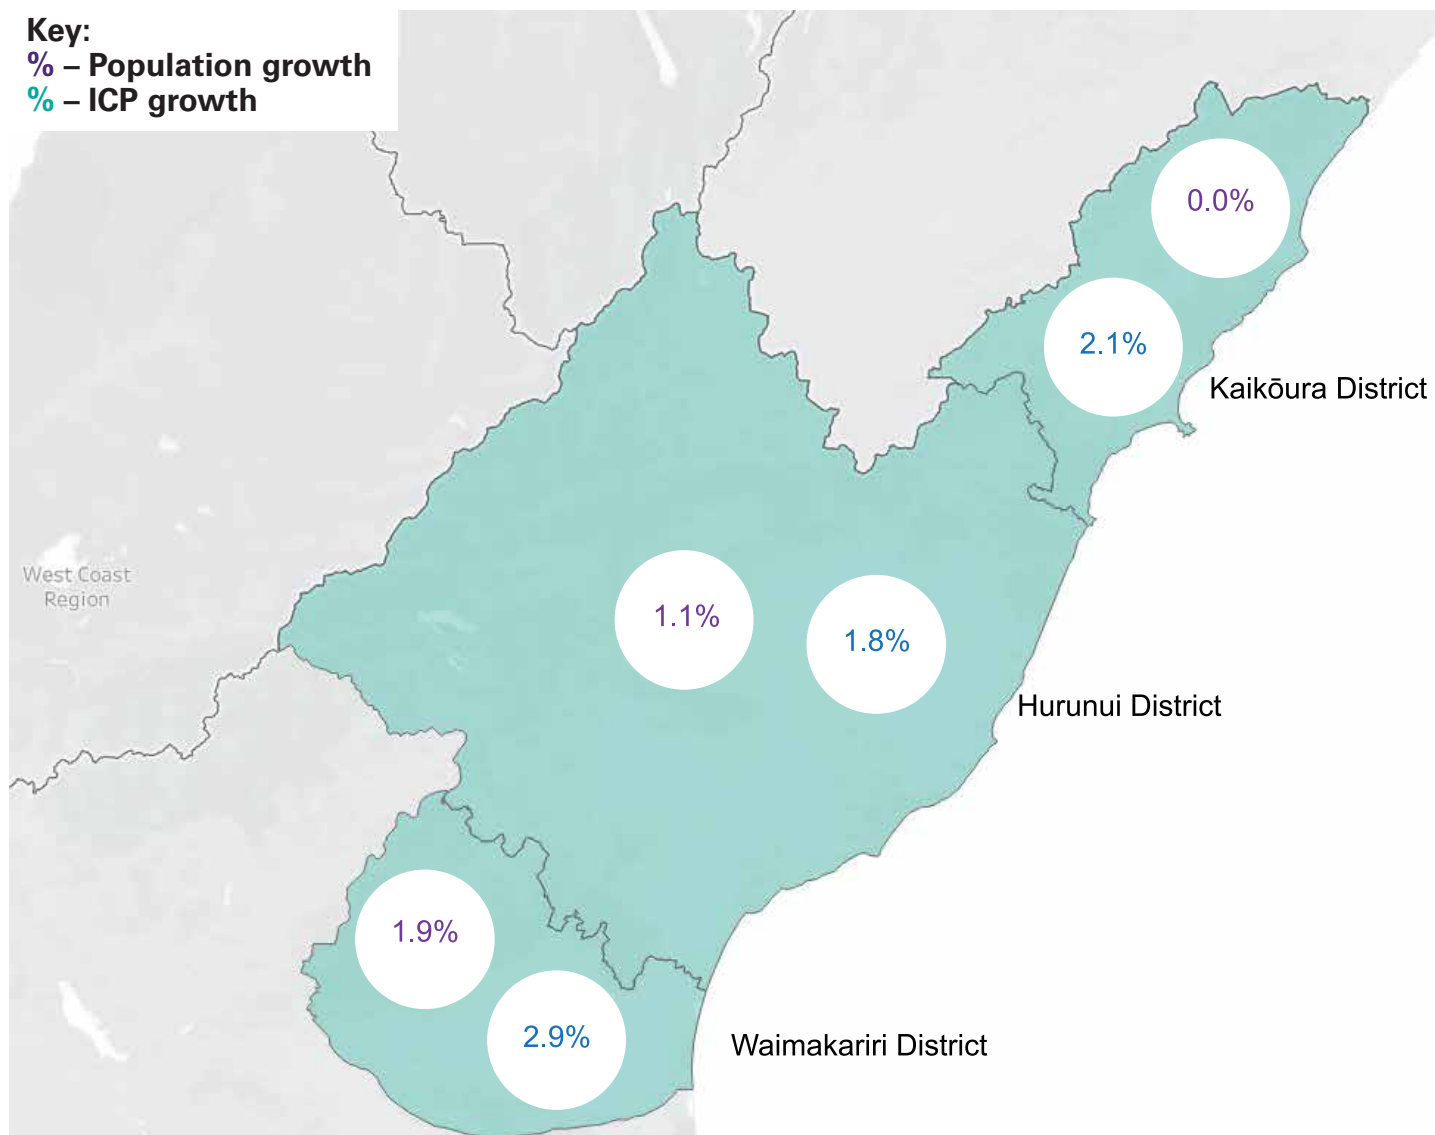 Key:
% – Population growth
% – ICP growth
0.0%
2.1%
Kaikōura District
West Coast
Region
1.1%
1.8%
Hurunui District
1.9%
2.9%
Waimakariri District